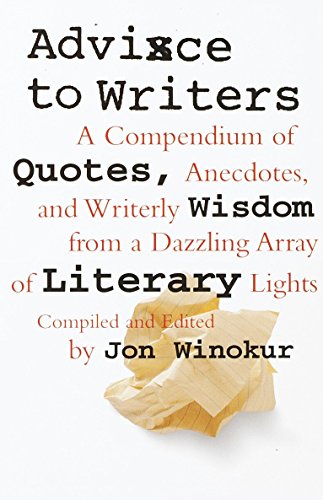 Advixce
to Writers
A Compendium of
Quotes, Anecdotes,
and Writerly Wisdom
from a Dazzling Array
of Literary Lights
Compiled and Edited
by Jon Winokur